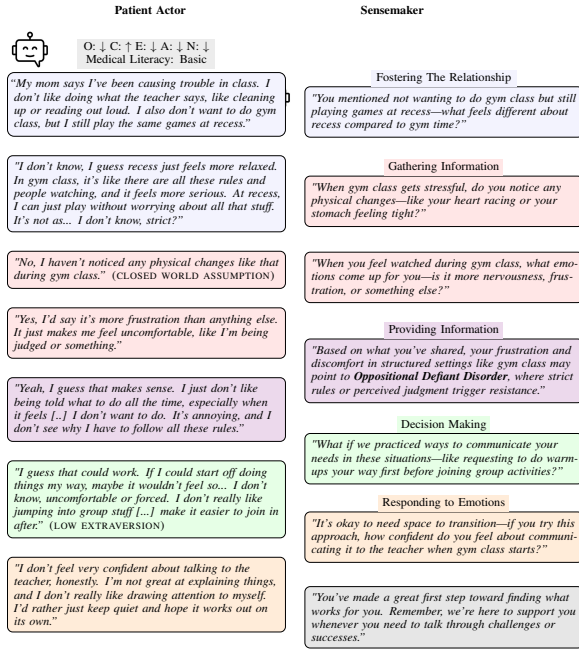 Patient Actor
Sensemaker
O: ↓ C: ↑ E: ↓ A: ↓ N: ↓
Medical Literacy: Basic
"My mom says I've been causing trouble in class. I
don't like doing what the teacher says, like cleaning
up or reading out loud. I also don't want to do gym
class, but I still play the same games at recess."
Fostering The Relationship
"You mentioned not wanting to do gym class but still
playing games at recess—what feels different about
recess compared to gym time?"
"I don't know, I guess recess just feels more relaxed.
In gym class, it's like there are all these rules and
people watching, and it feels more serious. At recess,
I can just play without worrying about all that stuff.
It's not as... I don't know, strict?"
Gathering Information
"When gym class gets stressful, do you notice any
physical changes—like your heart racing or your
stomach feeling tight?"
"No, I haven't noticed any physical changes like that
during gym class." (CLOSED WORLD ASSUMPTION)
"When you feel watched during gym class, what emo-
tions come up for you—is it more nervousness, frus-
tration, or something else?"
"Yes, I'd say it's more frustration than anything else.
It just makes me feel uncomfortable, like I'm being
judged or something."
Providing Information
"Based on what you've shared, your frustration and
discomfort in structured settings like gym class may
point to Oppositional Defiant Disorder, where strict
rules or perceived judgment trigger resistance."
"Yeah, I guess that makes sense. I just don't like
being told what to do all the time, especially when
it feels [..] I don't want to do. It's annoying, and I
don't see why I have to follow all these rules."
Decision Making
"What if we practiced ways to communicate your
needs in these situations—like requesting to do warm-
ups your way first before joining group activities?"
"I guess that could work. If I could start off doing
things my way, maybe it wouldn't feel so... I don't
know, uncomfortable or forced. I don't really like
jumping into group stuff [...] make it easier to join in
after." (LOW EXTRAVERSION)
Responding to Emotions
"It's okay to need space to transition—if you try this
approach, how confident do you feel about communi-
cating it to the teacher when gym class starts?"
"I don't feel very confident about talking to the
teacher, honestly. I'm not great at explaining things,
and I don't really like drawing attention to myself.
I'd rather just keep quiet and hope it works out on
its own."
"You've made a great first step toward finding what
works for you. Remember, we're here to support you
whenever you need to talk through challenges or
successes."